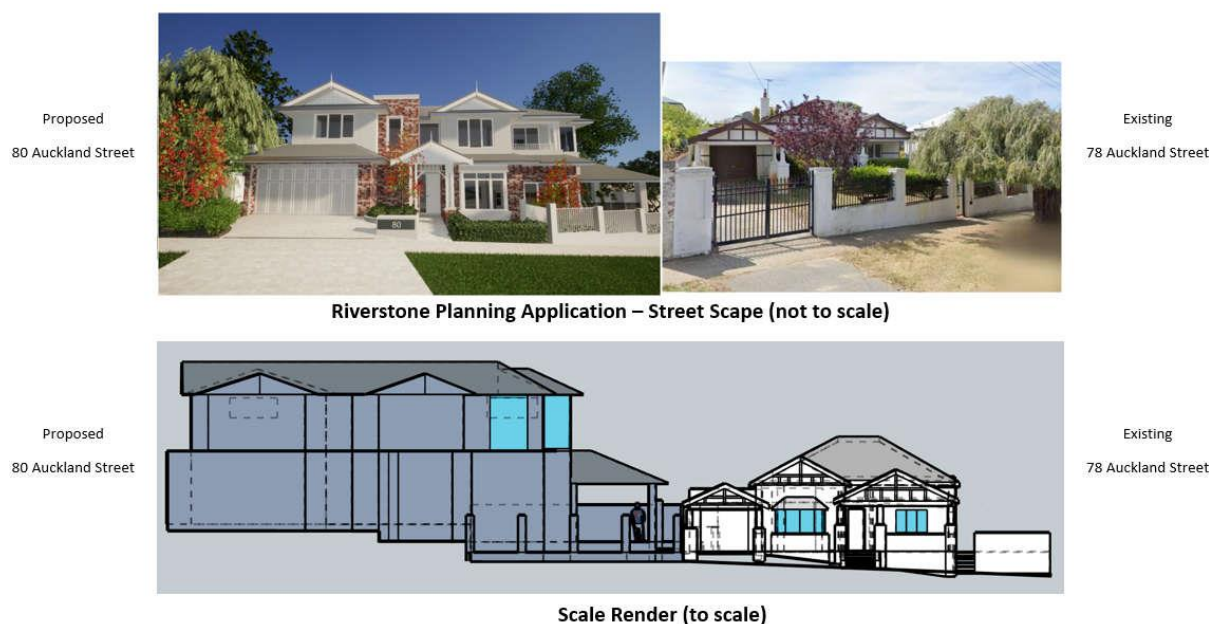 Proposed
80 Auckland Street
80
Existing
78 Auckland Street
Riverstone Planning Application – Street Scape (not to scale)
Proposed
80 Auckland Street
Existing
78 Auckland Street
Scale Render (to scale)